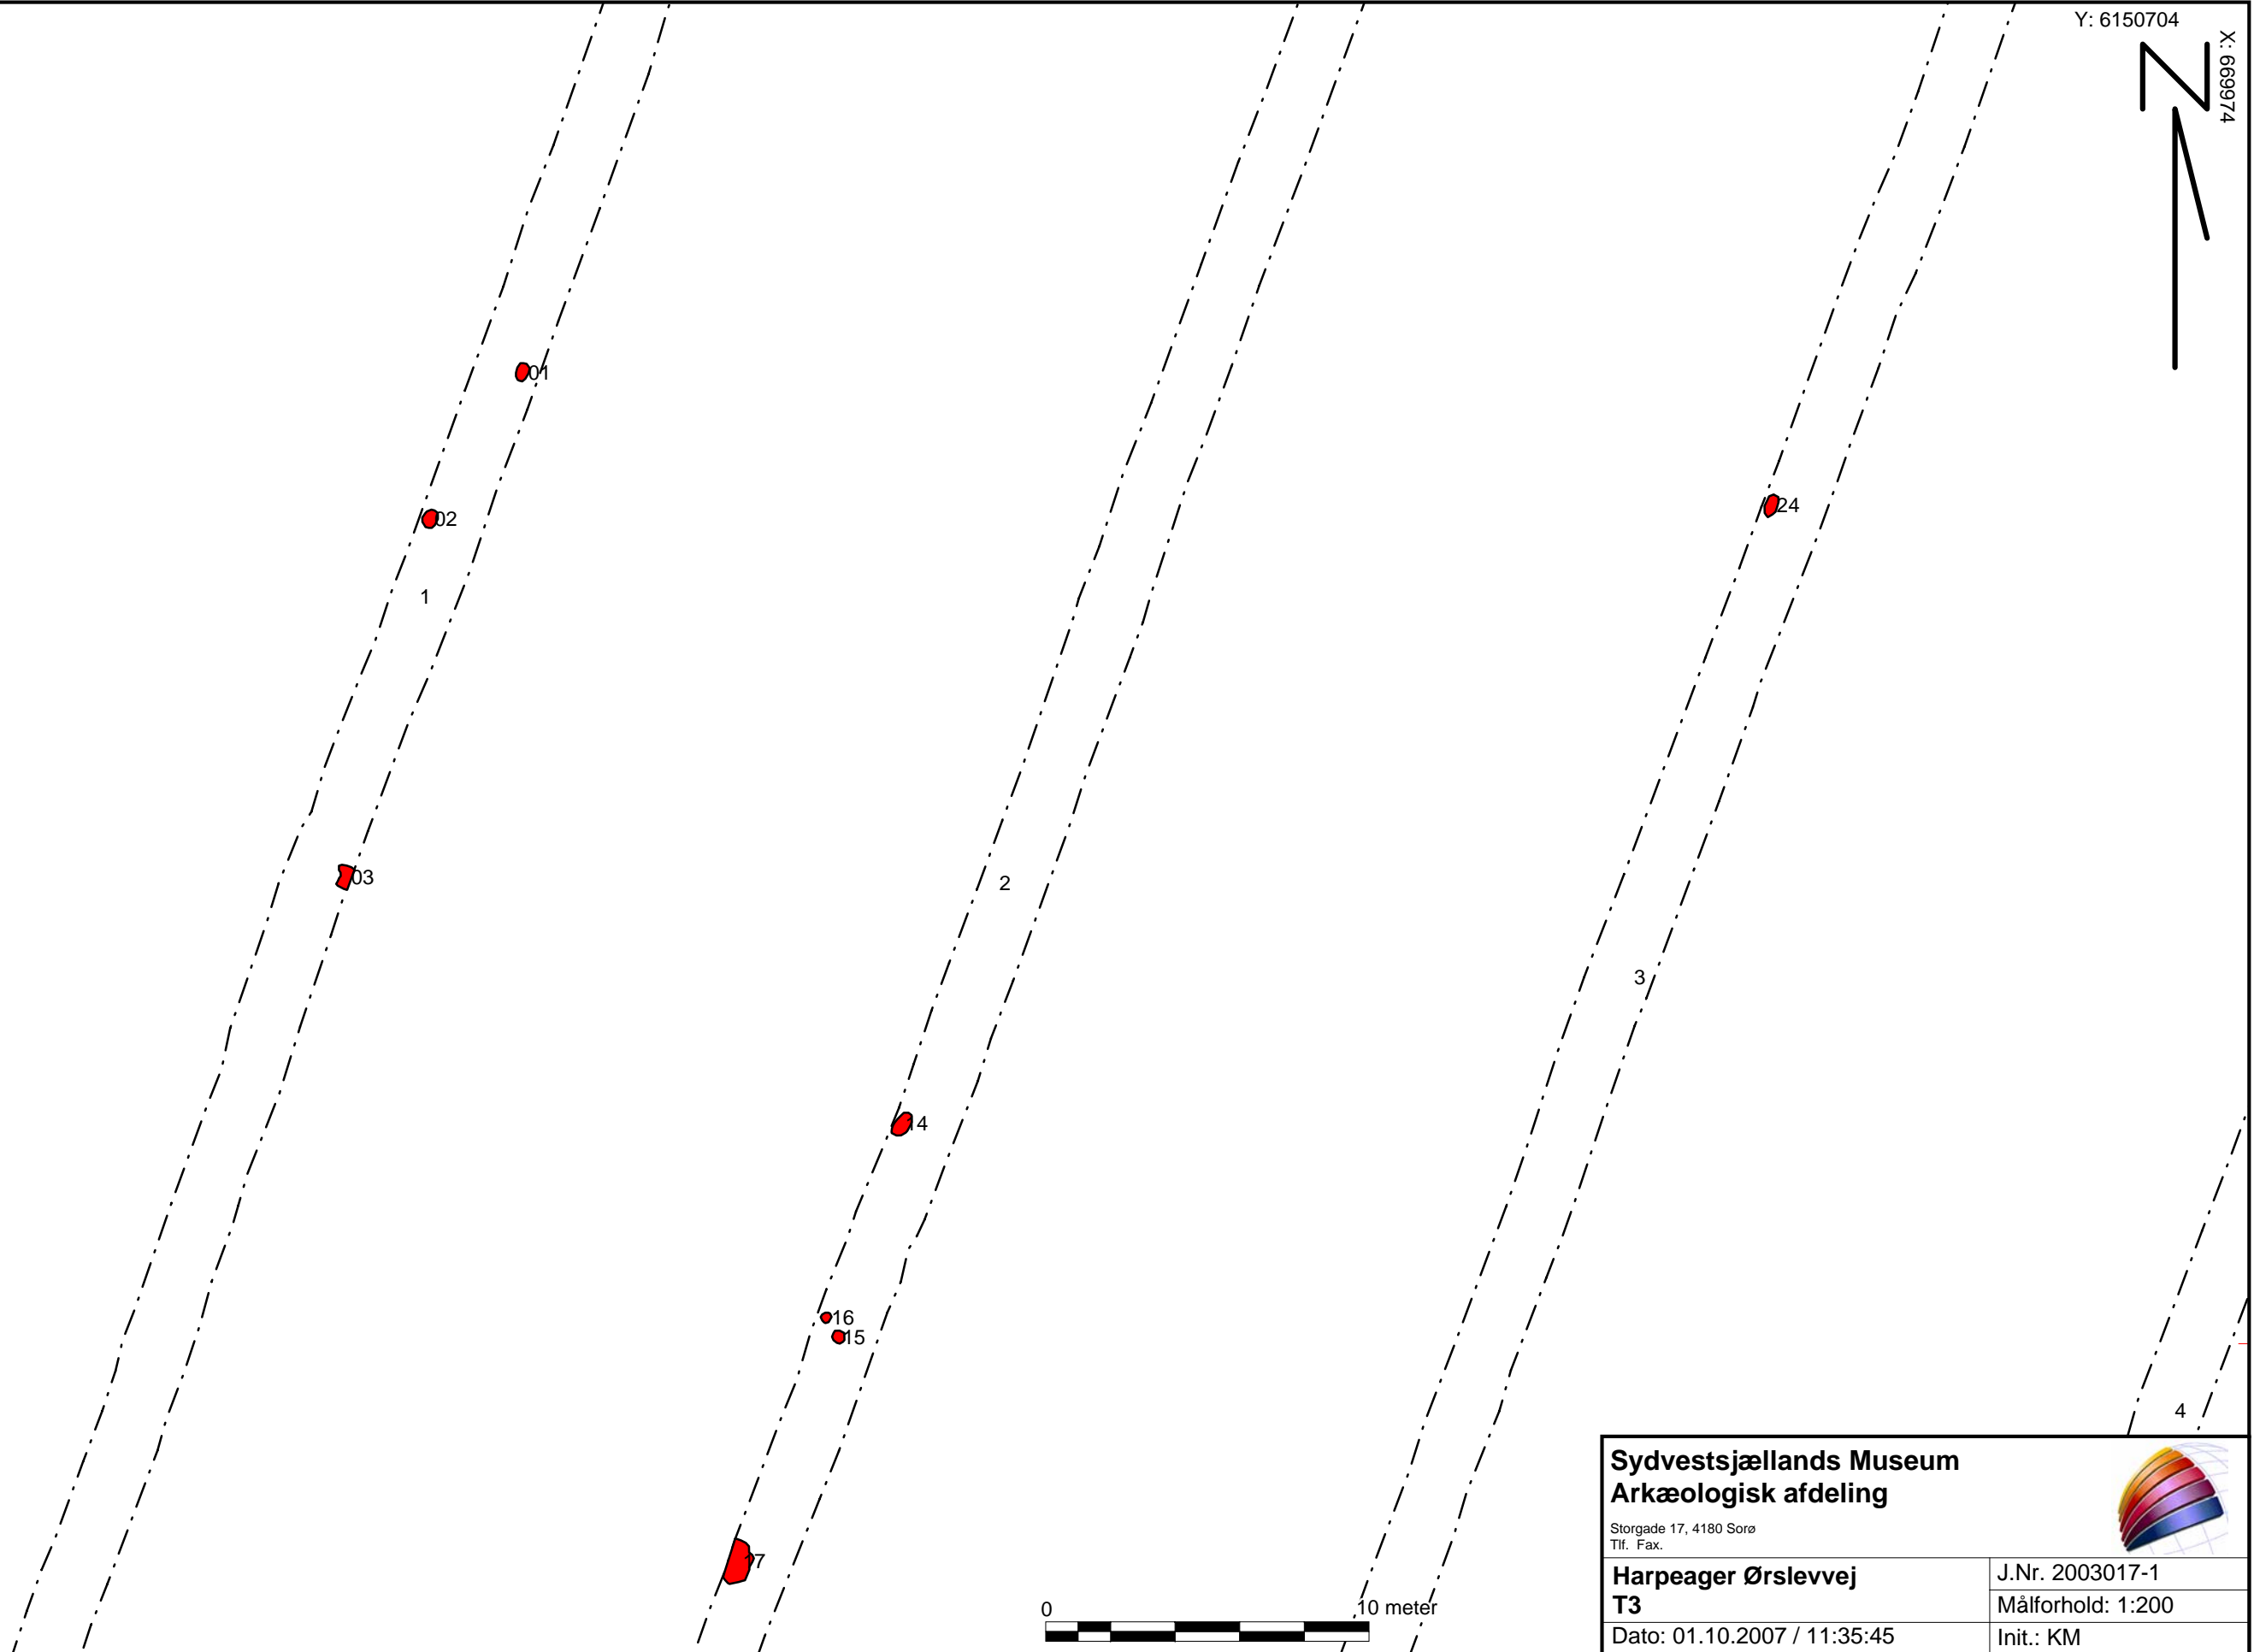 Y: 6150704
X: 669974
01
02
24
1
03
2
3
14
16
15
4
17
0 10 meter
Sydvestsjællands Museum
Arkæologisk afdeling
Storgade 17, 4180 Sorø
Tlf. Fax.
Harpeager Ørslevvej
T3
J.Nr. 2003017-1
Målforhold: 1:200
Dato: 01.10.2007 / 11:35:45
Init.: KM